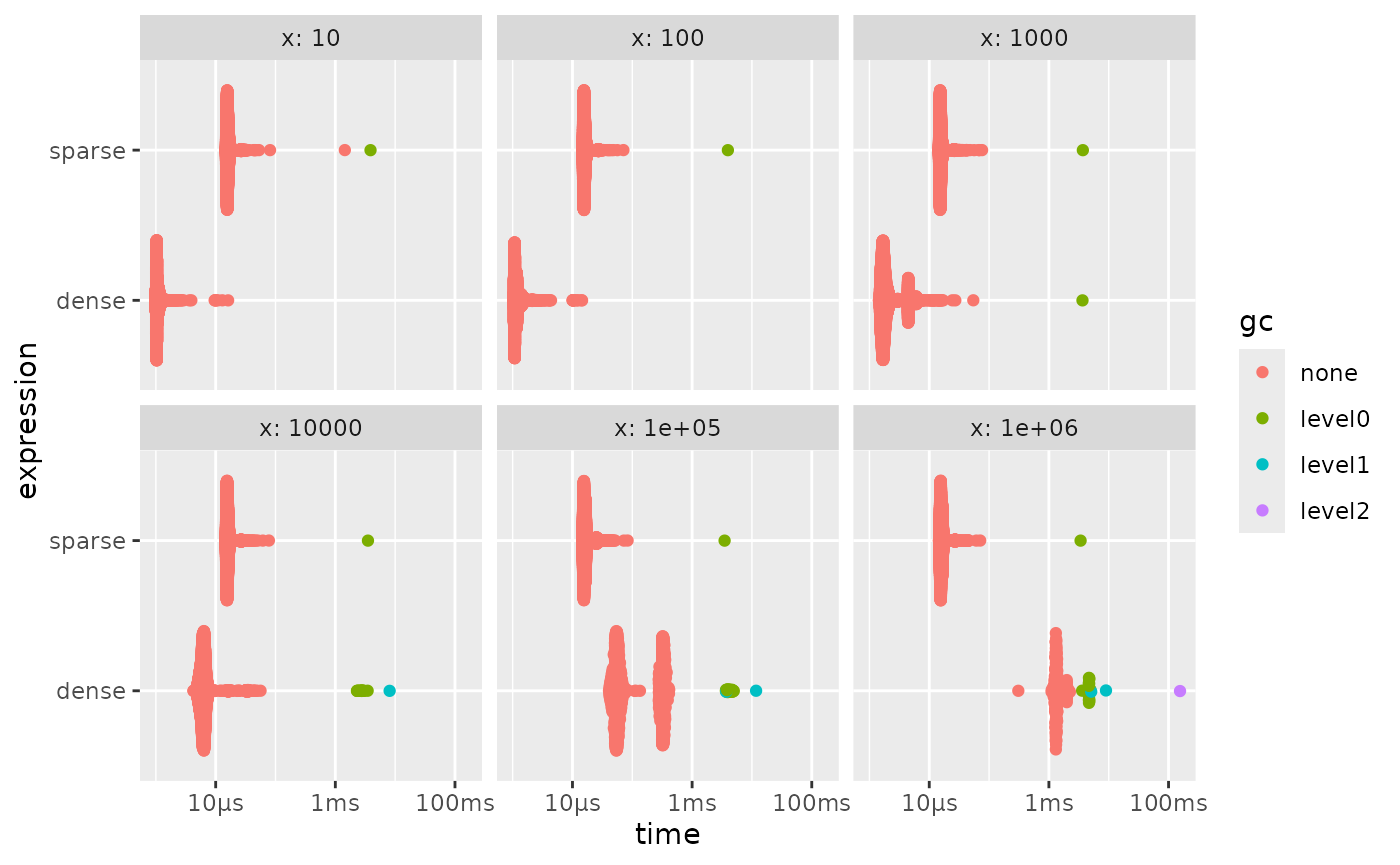 x: 10
x: 100
x: 1000
sparse
dense
x: 10000
x: 1e+05
x: 1e+06
sparse
dense
10µs
1ms
100ms
10µs
1ms
100ms
10µs
1ms
100ms
time
expression
gc
none
level0
level1
level2